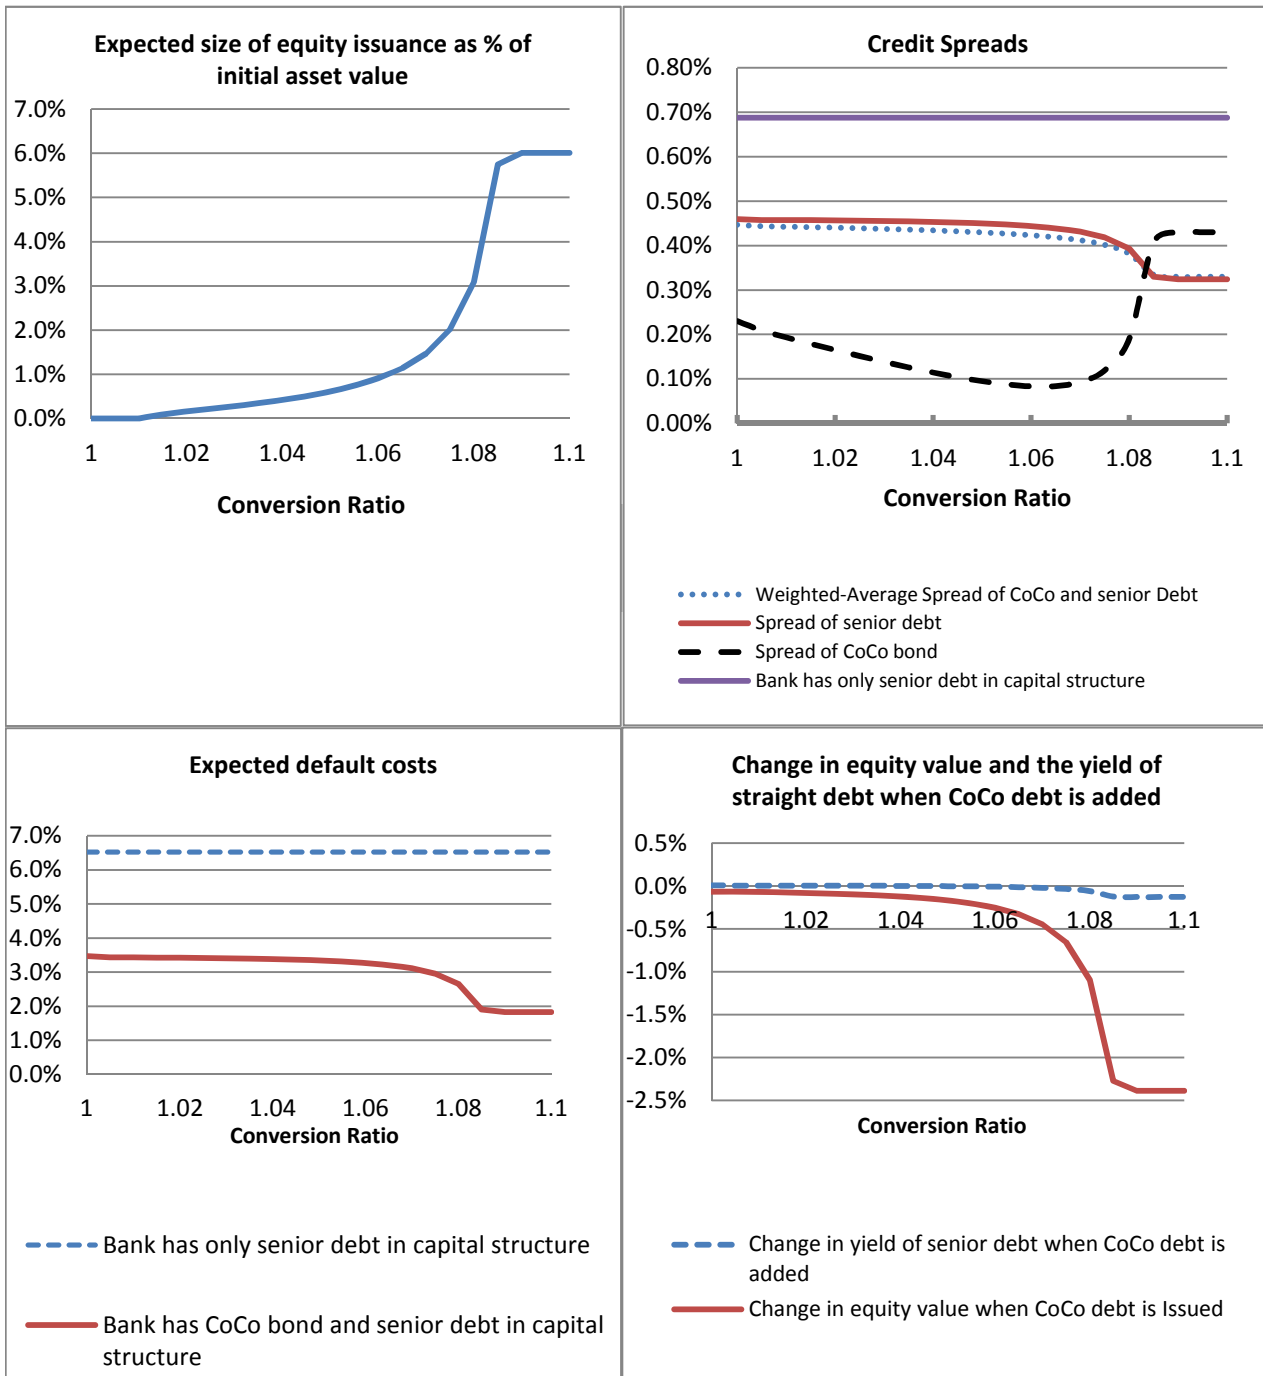 Expected size of equity issuance as % of
initial asset value
7.0%
6.0%
5.0%
4.0%
3.0%
2.0%
1.0%
0.0%
1 1.02 1.04 1.06 1.08 1.1
Conversion Ratio
Credit Spreads
0.80%
0.70%
0.60%
0.50%
0.40%
0.30%
0.20%
0.10%
0.00%
1 1.02 1.04 1.06 1.08 1.1
Conversion Ratio
Weighted-Average Spread of CoCo and senior Debt
Spread of senior debt
Spread of CoCo bond
Bank has only senior debt in capital structure
Expected default costs
7.0%
6.0%
5.0%
4.0%
3.0%
2.0%
1.0%
0.0%
1 1.02 1.04 1.06 1.08 1.1
Conversion Ratio
Bank has only senior debt in capital structure
Bank has CoCo bond and senior debt in capital
structure
Change in equity value and the yield of
straight debt when CoCo debt is added
0.5%
0.0%
1 1.02 1.04 1.06 1.08 1.1
-0.5%
-1.0%
-1.5%
-2.0%
-2.5%
Conversion Ratio
Change in yield of senior debt when CoCo debt is
added
Change in equity value when CoCo debt is Issued